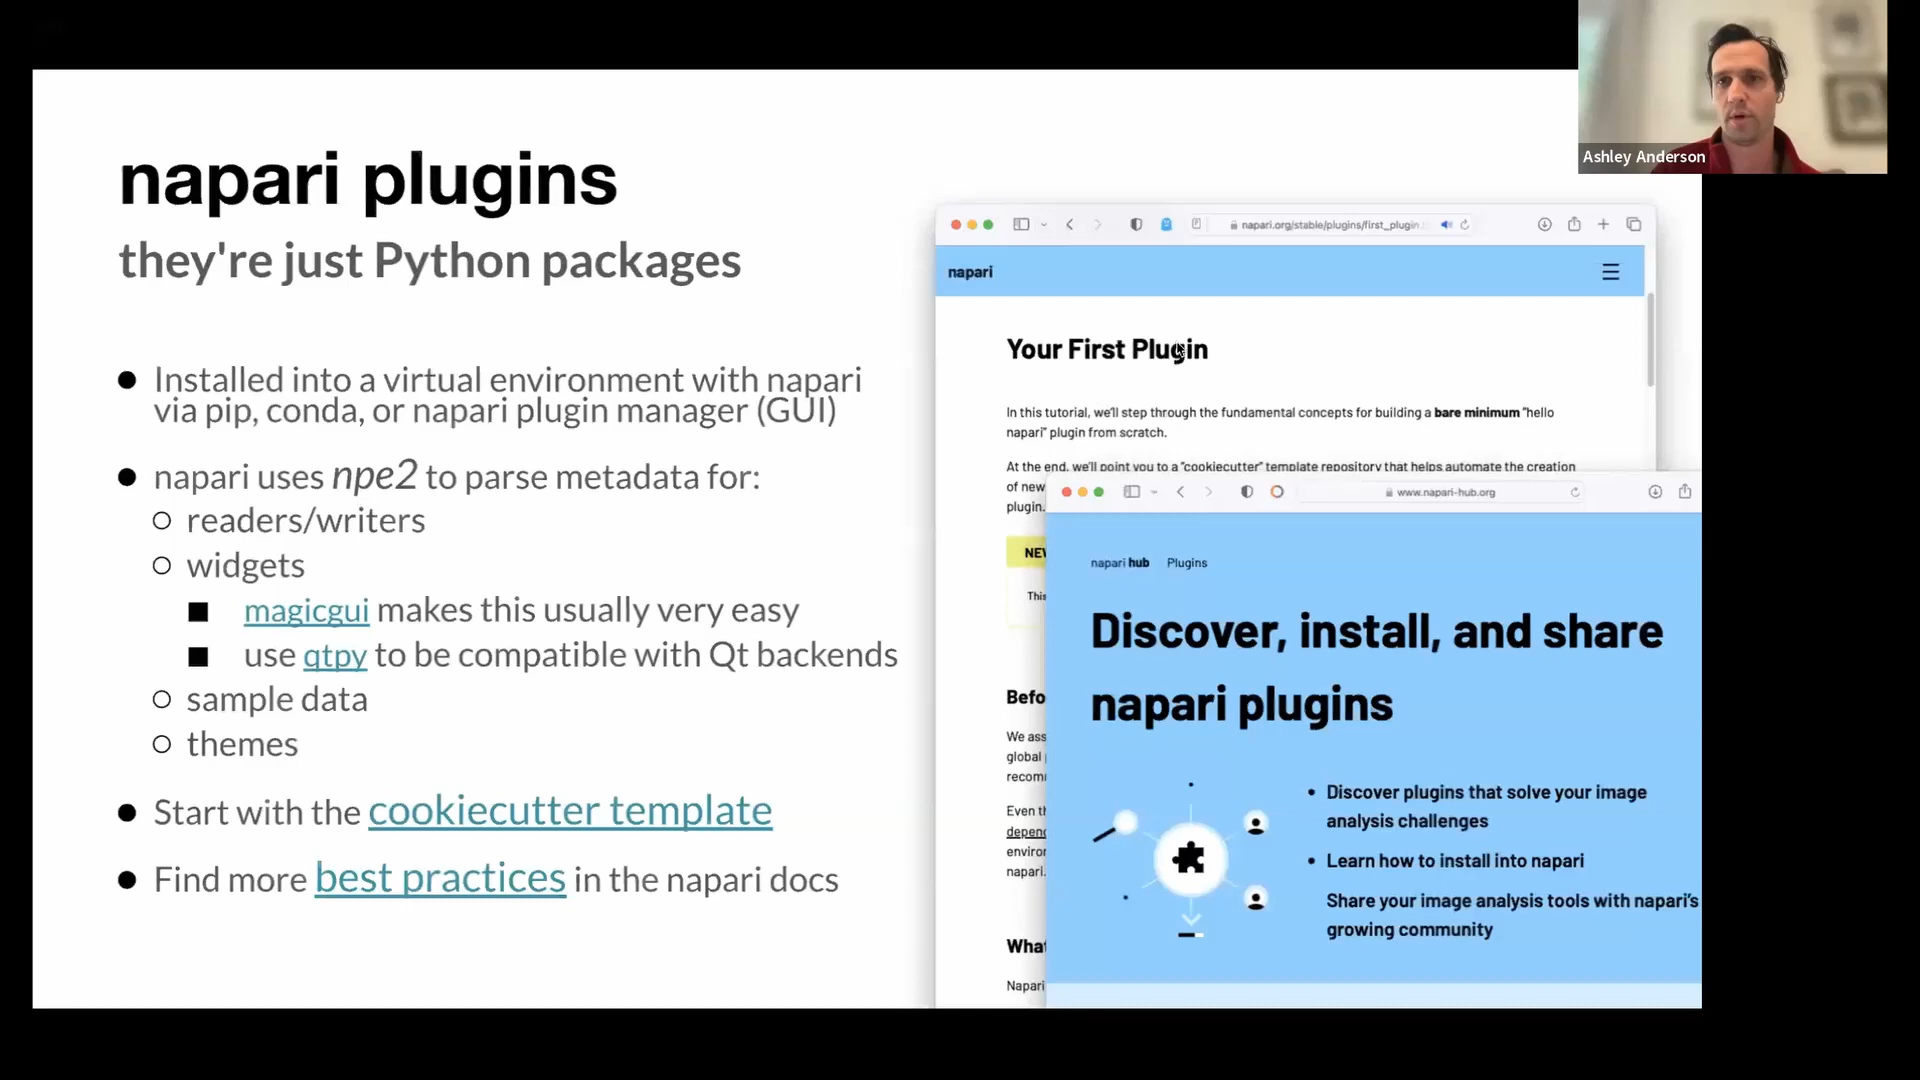 Ashley Anderson
napari plugins
they're just Python packages
● Installed into a virtual environment with napari
via pip, conda, or napari plugin manager (GUI)
● napari uses npe2 to parse metadata for:
○ readers/writers
○ widgets
■ magicgui makes this usually very easy
■ use qtpy to be compatible with Qt backends
○ sample data
○ themes
● Start with the cookiecutter template
● Find more best practices in the napari docs
napari.org/stable/plugins/first_plugin.
napari
Your First Plugin
In this tutorial, we'll step through the fundamental concepts for building a bare minimum "hello
napari" plugin from scratch.
At the end, we'll point you to a "cookiecutter" template repository that helps automate the creation
of new
plugin.
This
We
global
Even
napari.
What
Napari
www.napari-hub.org
napari hub Plugins
Discover, install, and share
napari plugins
• Discover plugins that solve your image
analysis challenges
• Learn how to install into napari
Share your image analysis tools with napari's
growing community